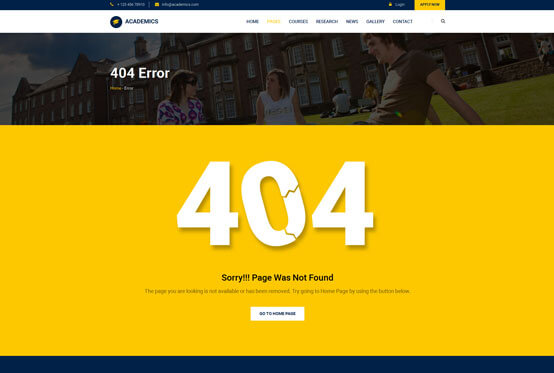 + 123 456 78910 info@academics.com Login APPLY NOW
ACADEMICS HOME PAGES COURSES RESEARCH NEWS GALLERY CONTACT
404 Error
Home - Error
404
Sorry!!! Page Was Not Found
The page you are looking is not available or has been removed. Try going to Home Page by using the button below.
GO TO HOME PAGE